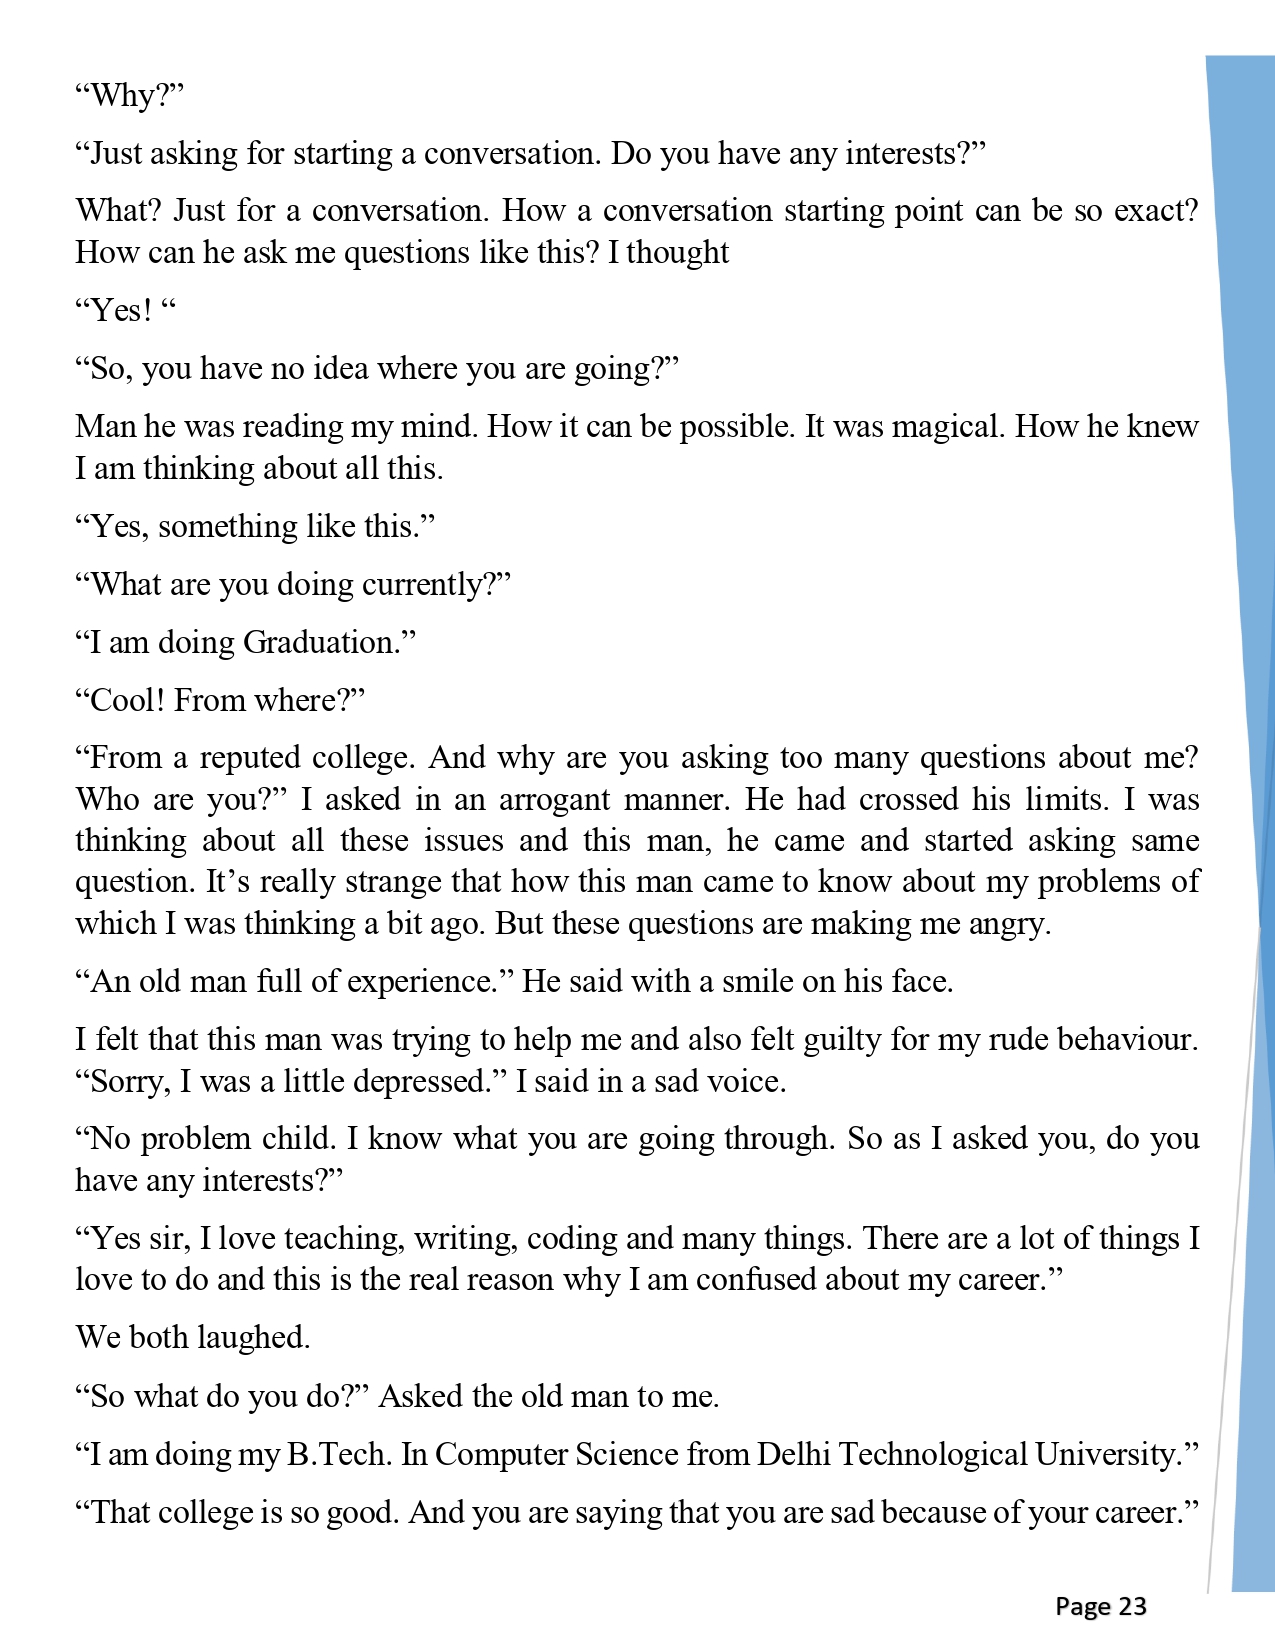 “Why?”
“Just asking for starting a conversation. Do you have any interests?”
What? Just for a conversation. How a conversation starting point can be so exact?
How can he ask me questions like this? I thought
“Yes! “
“So, you have no idea where you are going?”
Man he was reading my mind. How it can be possible. It was magical. How he knew
I am thinking about all this.
“Yes, something like this.”
“What are you doing currently?”
“I am doing Graduation.”
“Cool! From where?”
“From a reputed college. And why are you asking too many questions about me?
Who are you?” I asked in an arrogant manner. He had crossed his limits. I was
thinking about all these issues and this man, he came and started asking same
question. It’s really strange that how this man came to know about my problems of
which I was thinking a bit ago. But these questions are making me angry.
“An old man full of experience.” He said with a smile on his face.
I felt that this man was trying to help me and also felt guilty for my rude behaviour.
“Sorry, I was a little depressed.” I said in a sad voice.
“No problem child. I know what you are going through. So as I asked you, do you
have any interests?”
“Yes sir, I love teaching, writing, coding and many things. There are a lot of things I
love to do and this is the real reason why I am confused about my career.”
We both laughed.
“So what do you do?” Asked the old man to me.
“I am doing my B.Tech. In Computer Science from Delhi Technological University.”
“That college is so good. And you are saying that you are sad because of your career.”
Page 23